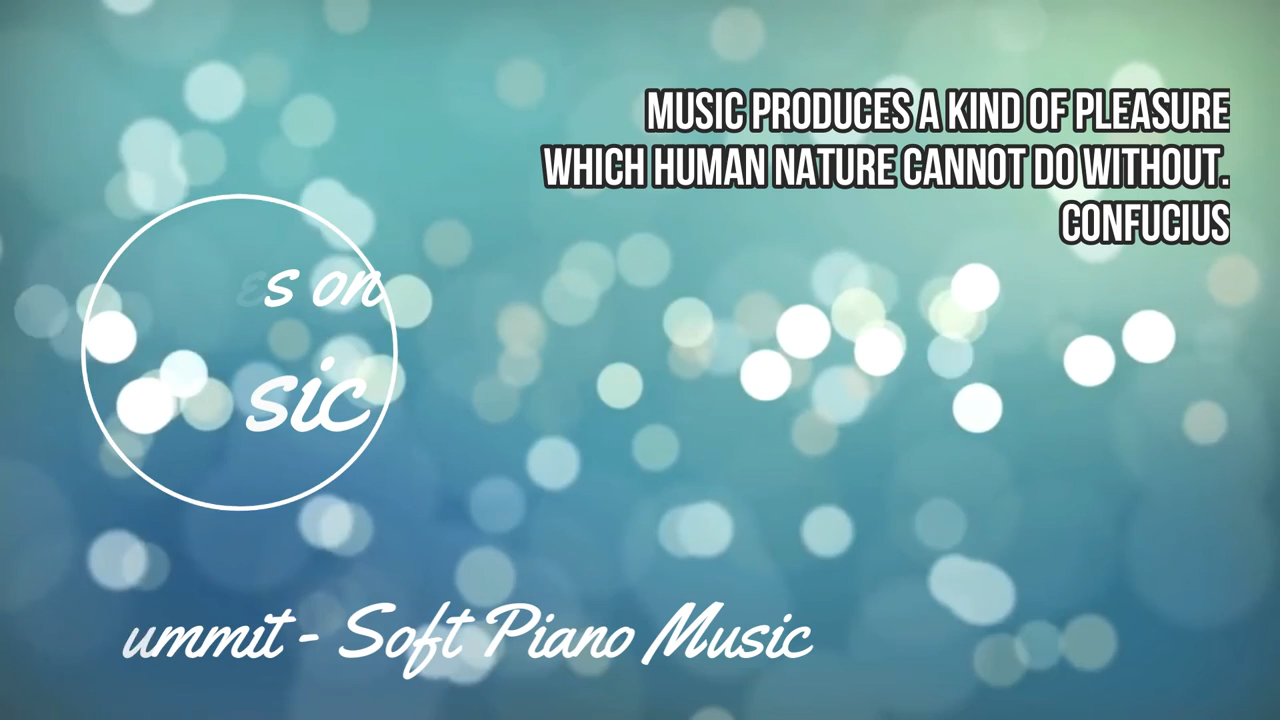 MUSIC PRODUCES A KIND OF PLEASURE
WHICH HUMAN NATURE CANNOT DO WITHOUT.
CONFUCIUS
s on
sic
ummit - Soft Piano Music